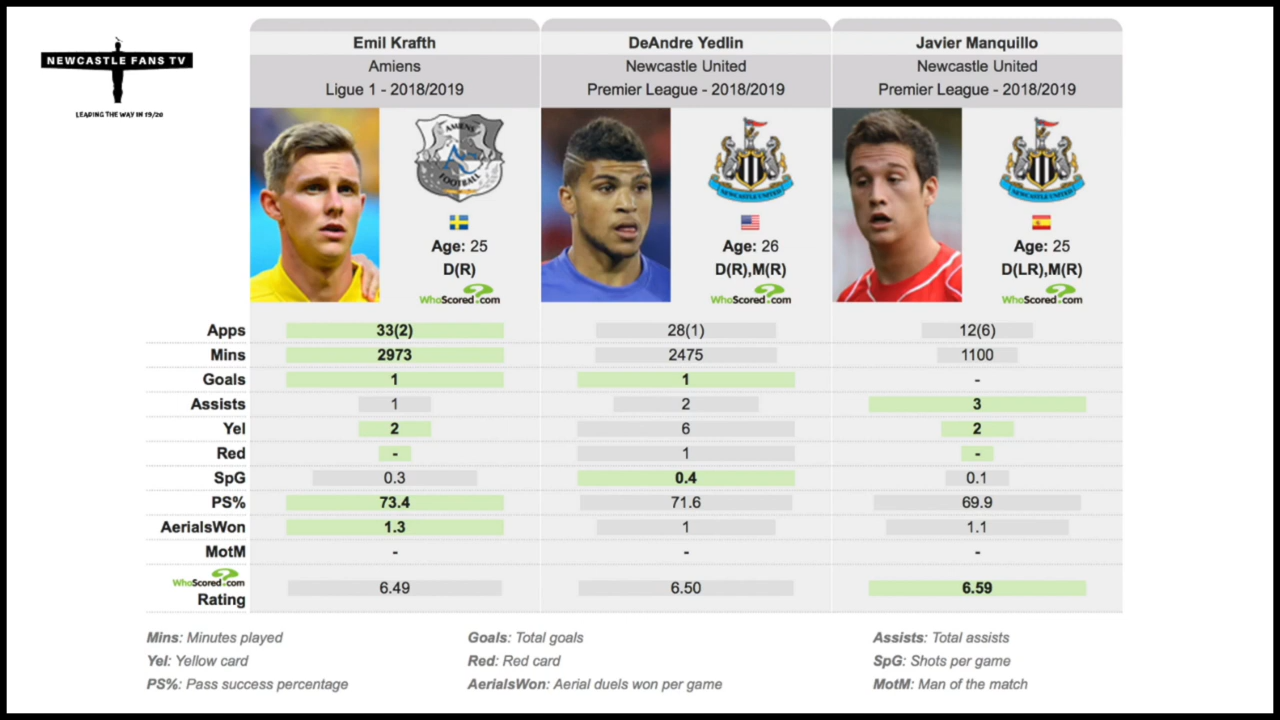 NEWCASTLE FANS TV
LEADING THE WAY IN 19/20
Emil Krafth DeAndre Yedlin Javier Manquillo
Amiens Newcastle United Newcastle United
Ligue 1 - 2018/2019 Premier League - 2018/2019 Premier League - 2018/2019
AMIENS NEWCASTLE UNITED NEWCASTLE UNITED
AC
FOOTBALL
Age: 25 Age: 26 Age: 25
D(R) D(R),M(R) D(LR),M(R)
WhoScored?.com WhoScored?.com WhoScored?.com
Apps 33(2) 28(1) 12(6)
Mins 2973 2475 1100
Goals 1 1 -
Assists 1 2 3
Yel 2 6 2
Red - 1 -
SpG 0.3 0.4 0.1
PS% 73.4 71.6 69.9
AerialsWon 1.3 1 1.1
MotM - - -
WhoScored?.com
Rating 6.49 6.50 6.59
Mins: Minutes played Goals: Total goals Assists: Total assists
Yel: Yellow card Red: Red card SpG: Shots per game
PS%: Pass success percentage AerialsWon: Aerial duels won per game MotM: Man of the match